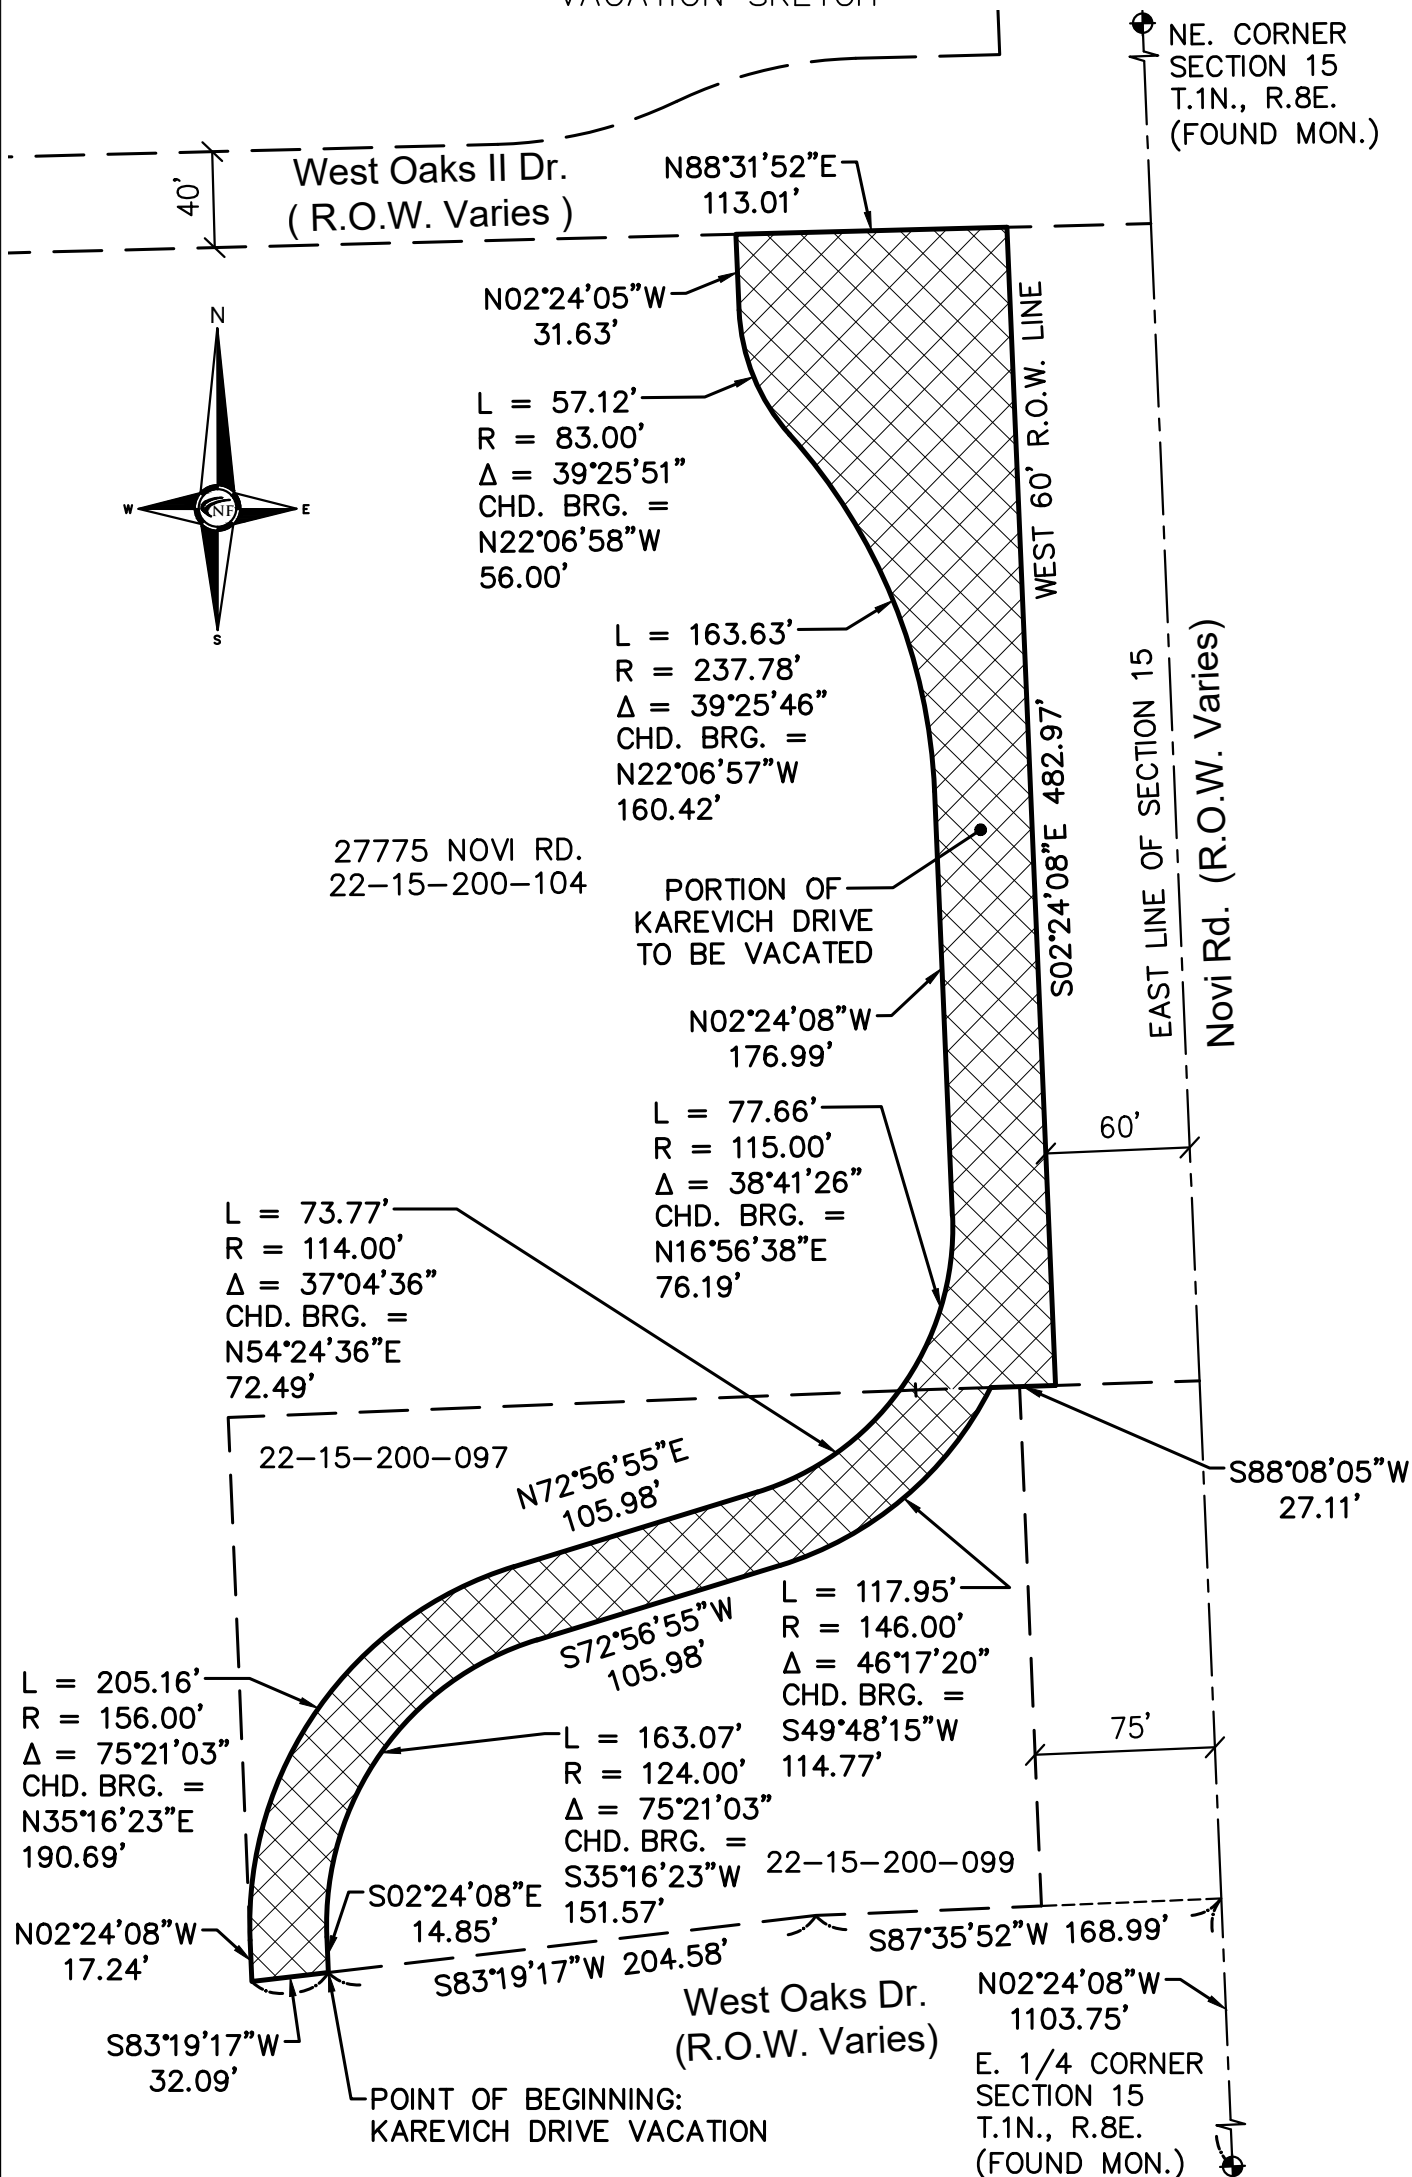 VACATION SKETCH
NE. CORNER
SECTION 15
T.1N., R.8E.
(FOUND MON.)
West Oaks II Dr.
( R.O.W. Varies )
40'
N88°31'52"E
113.01'
N02°24'05"W
31.63'
N
W
NF
E
S
L = 57.12'
R = 83.00'
Δ = 39°25'51"
CHD. BRG. =
N22°06'58"W
56.00'
WEST 60' R.O.W. LINE
L = 163.63'
R = 237.78'
Δ = 39°25'46"
CHD. BRG. =
N22°06'57"W
160.42'
S02°24'08"E 482.97'
EAST LINE OF SECTION 15
Novi Rd. (R.O.W. Varies)
27775 NOVI RD.
22-15-200-104
PORTION OF
KAREVICH DRIVE
TO BE VACATED
N02°24'08"W
176.99'
L = 77.66'
R = 115.00'
Δ = 38°41'26"
CHD. BRG. =
N16°56'38"E
76.19'
60'
L = 73.77'
R = 114.00'
Δ = 37°04'36"
CHD. BRG. =
N54°24'36"E
72.49'
22-15-200-097
N72°56'55"E
105.98'
S88°08'05"W
27.11'
S72°56'55"W
105.98'
L = 117.95'
R = 146.00'
Δ = 46°17'20"
CHD. BRG. =
S49°48'15"W
114.77'
75'
L = 205.16'
R = 156.00'
Δ = 75°21'03"
CHD. BRG. =
N35°16'23"E
190.69'
L = 163.07'
R = 124.00'
Δ = 75°21'03"
CHD. BRG. =
S35°16'23"W
151.57'
22-15-200-099
S02°24'08"E
14.85'
N02°24'08"W
17.24'
S83°19'17"W 204.58'
S87°35'52"W 168.99'
West Oaks Dr.
(R.O.W. Varies)
N02°24'08"W
1103.75'
S83°19'17"W
32.09'
E. 1/4 CORNER
SECTION 15
T.1N., R.8E.
(FOUND MON.)
POINT OF BEGINNING:
KAREVICH DRIVE VACATION